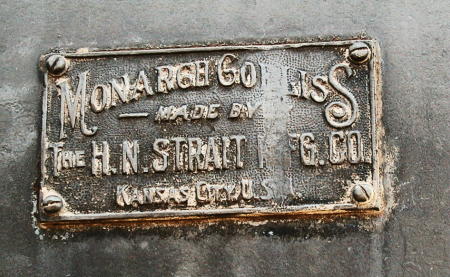 MONARCH CORLISS
— MADE BY
THE H.N. STRAIT MFG. CO.
KANSAS CITY, U.S.A.